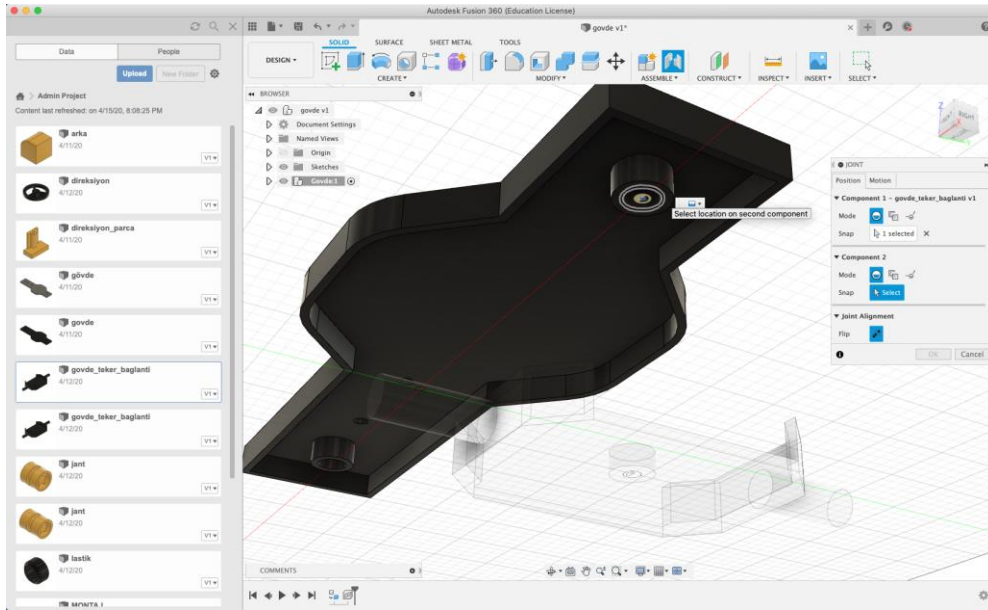 Autodesk Fusion 360 (Education License)
govde v1*
Data
People
Upload
New Folder
Admin Project
Content last refreshed: on 4/15/20, 8:08:25 PM
arka
4/11/20
V1
direksiyon
4/12/20
V1
direksiyon_parca
4/11/20
V1
gövde
4/11/20
V1
govde
4/11/20
V1
govde_teker_baglanti
4/12/20
V1
govde_teker_baglanti
4/12/20
V1
jant
4/12/20
V1
jant
4/12/20
V1
lastik
4/12/20
V1
DESIGN
SOLID
SURFACE
SHEET METAL
TOOLS
CREATE
MODIFY
ASSEMBLE
CONSTRUCT
INSPECT
INSERT
SELECT
BROWSER
govde v1
Document Settings
Named Views
Origin
Sketches
Govde:1
Select location on second component
Z
RIGHT
X
Y
JOINT
Position
Motion
Component 1 - govde_teker_baglanti v1
Mode
Snap
1 selected
Component 2
Mode
Snap
Select
Joint Alignment
Flip
OK
Cancel
COMMENTS